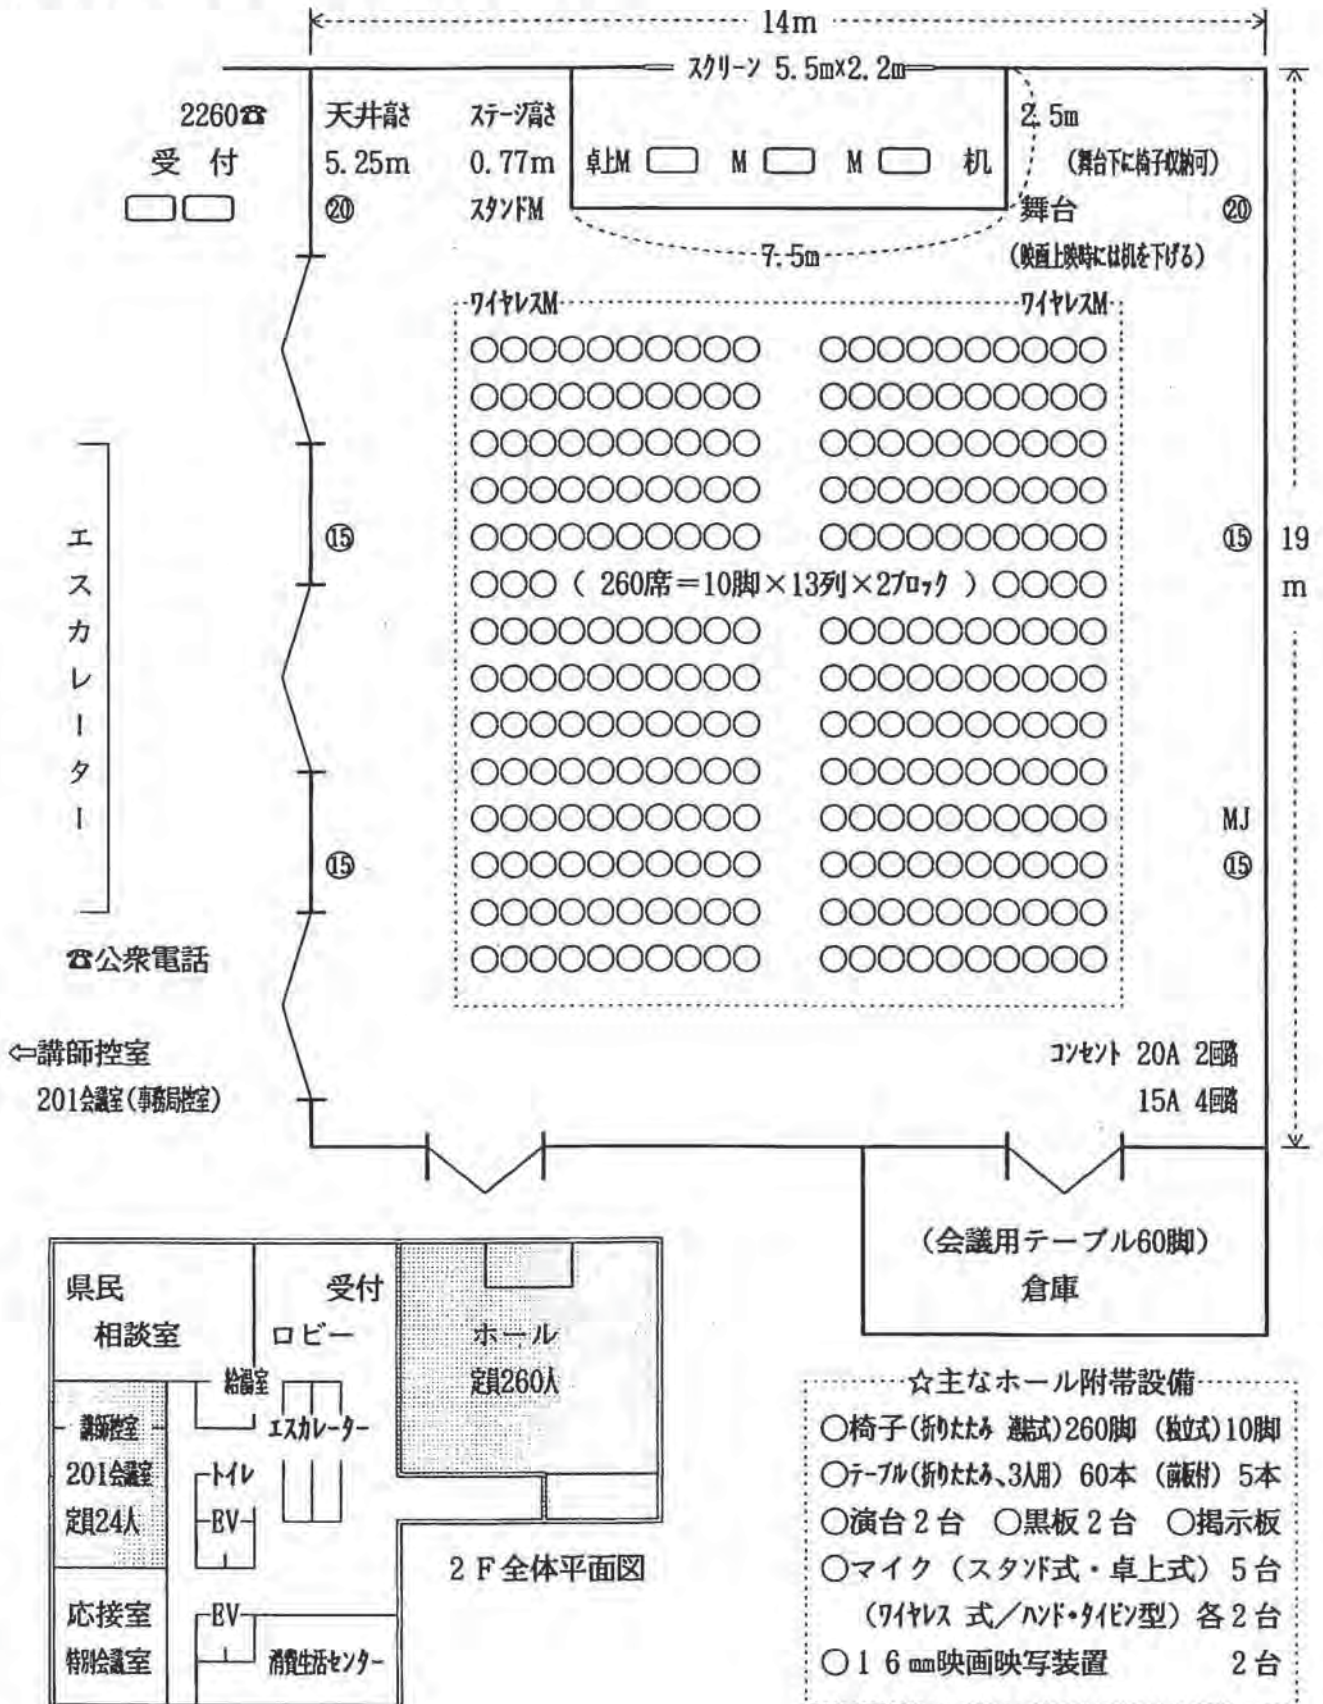 14m
スクリーン 5.5m×2.2m
2260☎ 天井高さ ステージ高さ 2.5m
受付 5.25m 0.77m 卓上M M M 机 (舞台下に椅子収納可)
⑳ スタンドM 舞台 ⑳
7.5m (映画上映時には机を下げる)
ワイヤレスM ワイヤレスM
エスカレーター
⑮ ⑮ 19m
( 260席＝10脚×13列×2ブロック )
MJ
⑮ ⑮
☎公衆電話
⇦講師控室
201会議室(事務局控室)
コンセント 20A 2回路
15A 4回路
(会議用テーブル60脚)
倉庫
県民
相談室
受付
ロビー
ホール
定員260人
給湯室
エスカレーター
講師控室
201会議室
定員24人
トイレ
EV
応接室
特別会議室
EV
消費生活センター
2F全体平面図
☆主なホール附帯設備
○椅子(折りたたみ 連結式)260脚 (独立式)10脚
○テーブル(折りたたみ、3人用) 60本 (前板付) 5本
○演台2台 ○黒板2台 ○掲示板
○マイク (スタンド式・卓上式) 5台
(ワイヤレス 式／ハンド・タイピン型) 各2台
○16㎜映画映写装置 2台